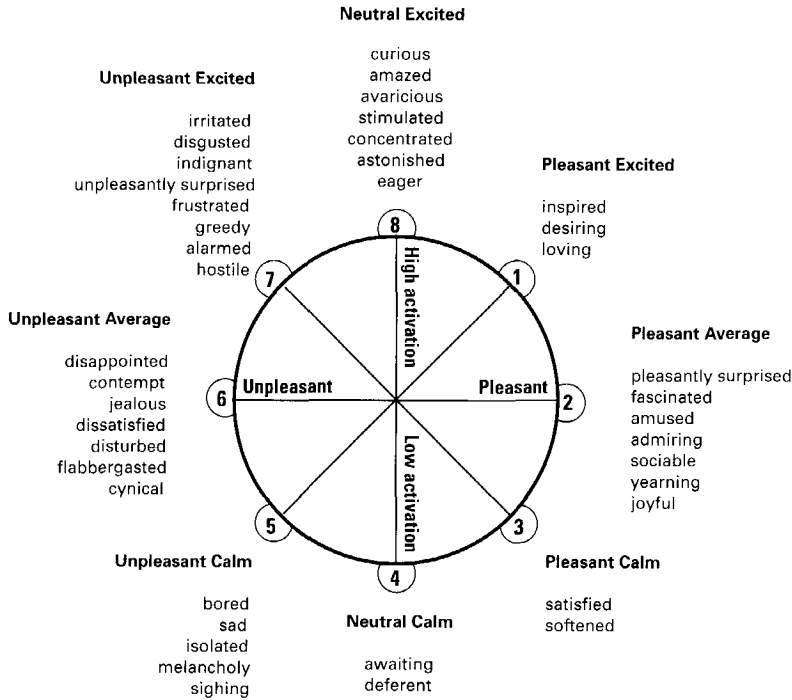 Neutral Excited
curious
amazed
avaricious
stimulated
concentrated
astonished
eager
Unpleasant Excited
irritated
disgusted
indignant
unpleasantly surprised
frustrated
greedy
alarmed
hostile
Pleasant Excited
inspired
desiring
loving
8
7
1
High activation
Unpleasant Average
disappointed
contempt
jealous
dissatisfied
disturbed
flabbergasted
cynical
6
Unpleasant
Pleasant
2
Pleasant Average
pleasantly surprised
fascinated
amused
admiring
sociable
yearning
joyful
Low activation
5
3
4
Unpleasant Calm
bored
sad
isolated
melancholy
sighing
Neutral Calm
awaiting
deferent
Pleasant Calm
satisfied
softened